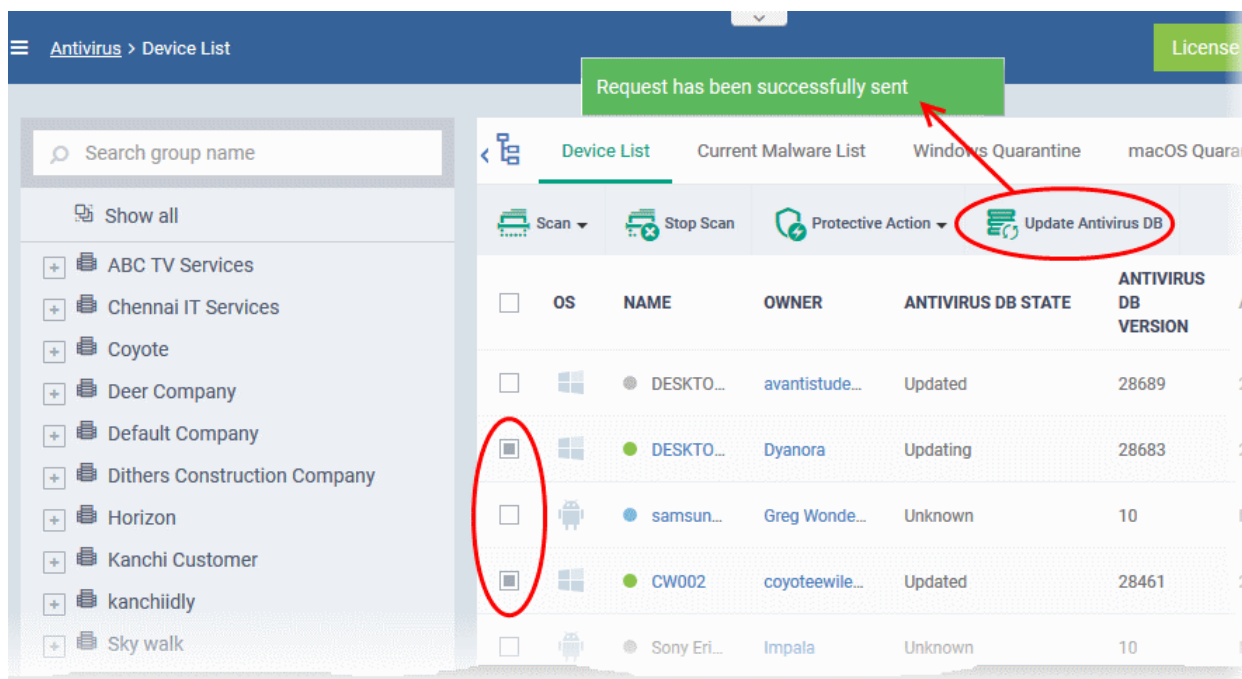 Antivirus > Device List
License
Request has been successfully sent
Search group name
Show all
ABC TV Services
Chennai IT Services
Coyote
Deer Company
Default Company
Dithers Construction Company
Horizon
Kanchi Customer
kanchiidly
Sky walk
Device List Current Malware List Windows Quarantine macOS Quara
Scan Stop Scan Protective Action Update Antivirus DB
OS NAME OWNER ANTIVIRUS DB STATE ANTIVIRUS DB VERSION
DESKTO... avantistude... Updated 28689
DESKTO... Dyanora Updating 28683
samsun... Greg Wonde... Unknown 10
CW002 coyoteewile... Updated 28461
Sony Eri... Impala Unknown 10